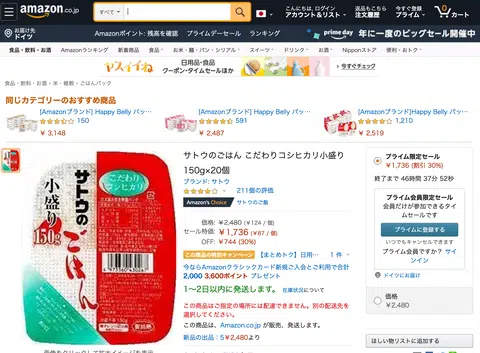 amazon.co.jp
お届け先
ドイツ
すべて
こんにちは, ログイン
アカウント＆リスト
返品もこちら
注文履歴
今すぐ登録
プライム
0
カート
Amazonポイント: 残高を確認
プライムデーセール
ランキング
prime day
年に一度のビッグセール開催中
食品・飲料・お酒
Amazonランキング
新着商品
食品
お米・麺・パン・シリアル
スイーツ
ドリンク
お酒
Nipponストア
便利・おトク
ヤスイイね
日用品・食品
クーポン・タイムセールほか
今すぐチェック
食品・飲料・お酒 › 米・雑穀 › ごはんパック
同じカテゴリーのおすすめ商品
[Amazonブランド] Happy Belly パッ...
150
￥ 3,148
[Amazonブランド] Happy Belly パッ...
591
￥ 2,487
[Amazonブランド] Happy Belly パッ...
1,210
￥ 2,519
こだわり
コシヒカリ
サトウの
ごはん
小盛り
150g
サトウのごはん こだわりコシヒカリ小盛り
150g×20個
ブランド: サトウ
211個の評価
Amazon's Choice
サトウのご飯
価格: ￥2,480 (￥124 / 個)
セール特価: ￥1,736 (￥87 / 個)
OFF: ￥744 (30%)
この商品の特別キャンペーン
【まとめトク】日用...
1 件
今ならAmazonクラシックカード新規ご入会とご利用で合計
2,000 3,600ポイント プレゼント
1～2日以内に発送します。 在庫状況について
この商品はご指定の場所には配達できません。別の配送先を
選択してください。
この商品は、Amazon.co.jp が販売、発送します。
新品の出品：5￥2,480より
プライム限定セール
￥1,736 (割引 30%)
終了まで 46時間 37分 52秒
プライム会員限定セール
会員だけが参加できるタイムセールです
プライムに登録する
いつでもキャンセルできます
プライム会員ですか？ サインイン
ドイツにお届け
価格:
￥2,480
ほしい物リストに追加する